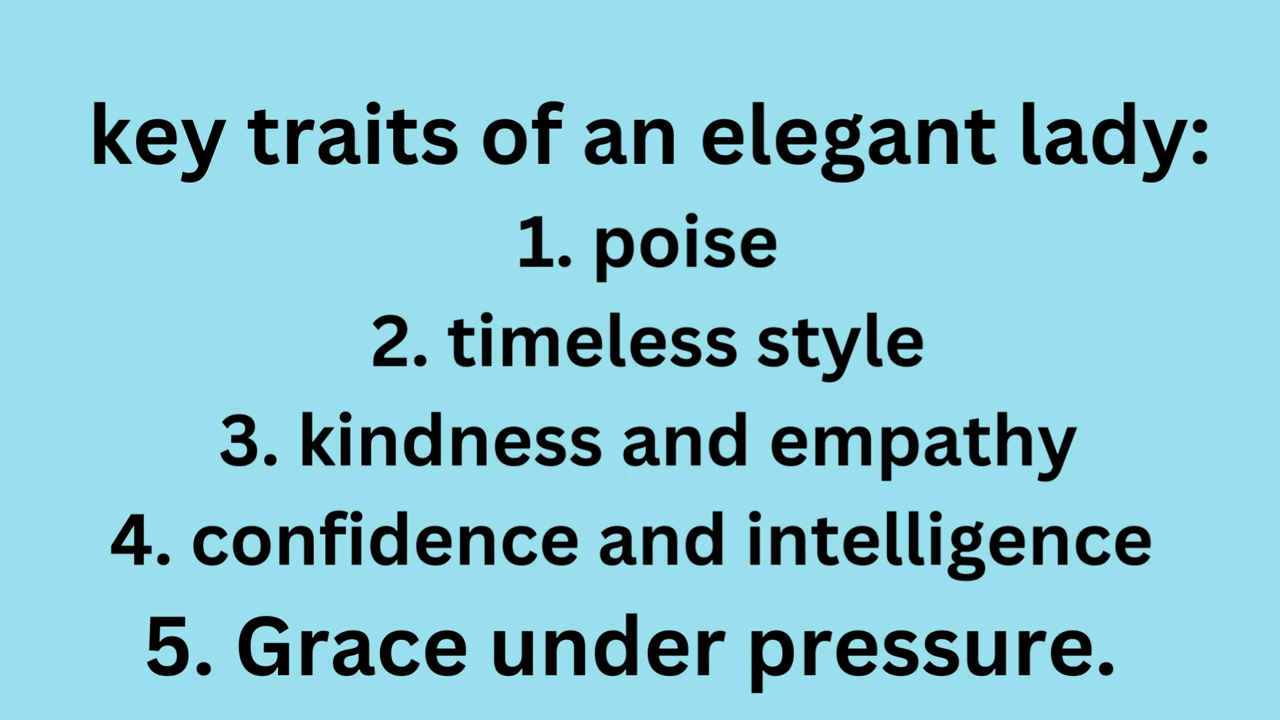 key traits of an elegant lady:
1. poise
2. timeless style
3. kindness and empathy
4. confidence and intelligence
5. Grace under pressure.